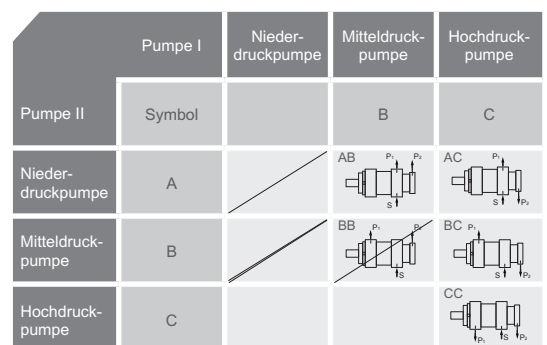 Pumpe I
Nieder-
druckpumpe
Mitteldruck-
pumpe
Hochdruck-
pumpe
Pumpe II
Symbol
B
C
Nieder-
druckpumpe
A
AB
P1
P2
S
AC
P1
P2
S
Mitteldruck-
pumpe
B
BB
P1
P2
S
BC
P1
P2
S
Hochdruck-
pumpe
C
CC
P1
S
P2